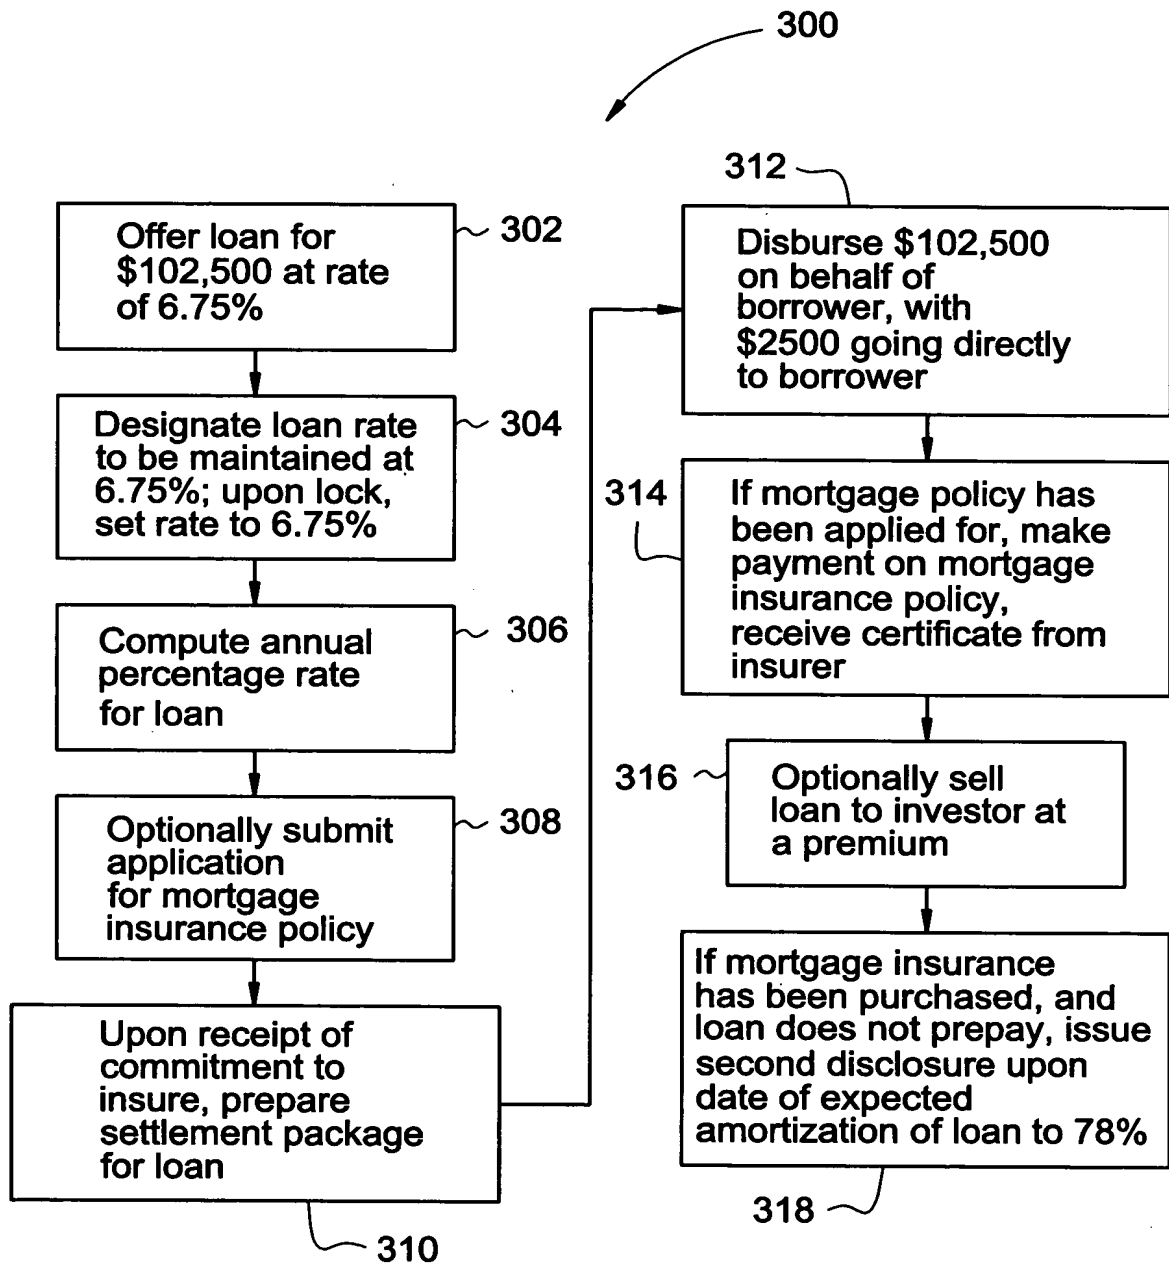 300
302
Offer loan for
$102,500 at rate
of 6.75%
304
Designate loan rate
to be maintained at
6.75%; upon lock,
set rate to 6.75%
306
Compute annual
percentage rate
for loan
308
Optionally submit
application
for mortgage
insurance policy
Upon receipt of
commitment to
insure, prepare
settlement package
for loan
310
312
Disburse $102,500
on behalf of
borrower, with
$2500 going directly
to borrower
314
If mortgage policy has
been applied for, make
payment on mortgage
insurance policy,
receive certificate from
insurer
316
Optionally sell
loan to investor at
a premium
If mortgage insurance
has been purchased, and
loan does not prepay, issue
second disclosure upon
date of expected
amortization of loan to 78%
318